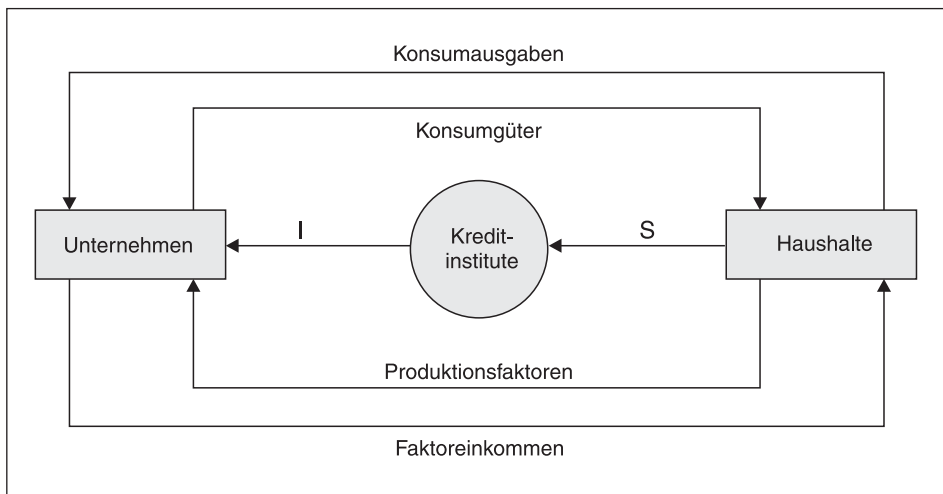 Konsumausgaben
Konsumgüter
Unternehmen
I
Kredit-
institute
S
Haushalte
Produktionsfaktoren
Faktoreinkommen